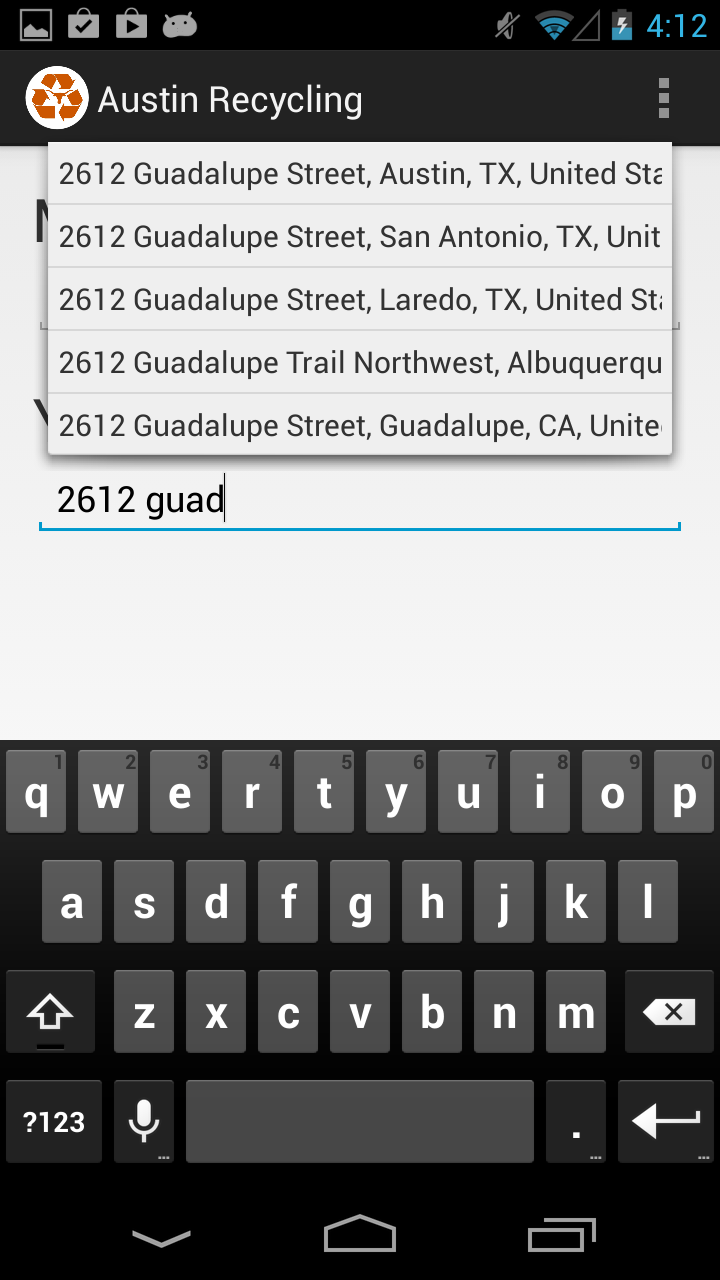 4:12
Austin Recycling
2612 Guadalupe Street, Austin, TX, United Sta
2612 Guadalupe Street, San Antonio, TX, Unit
2612 Guadalupe Street, Laredo, TX, United Sta
2612 Guadalupe Trail Northwest, Albuquerqu
2612 Guadalupe Street, Guadalupe, CA, Unite
2612 guad
1 2 3 4 5 6 7 8 9 0
q w e r t y u i o p
a s d f g h j k l
z x c v b n m
?123 ... . ... ...